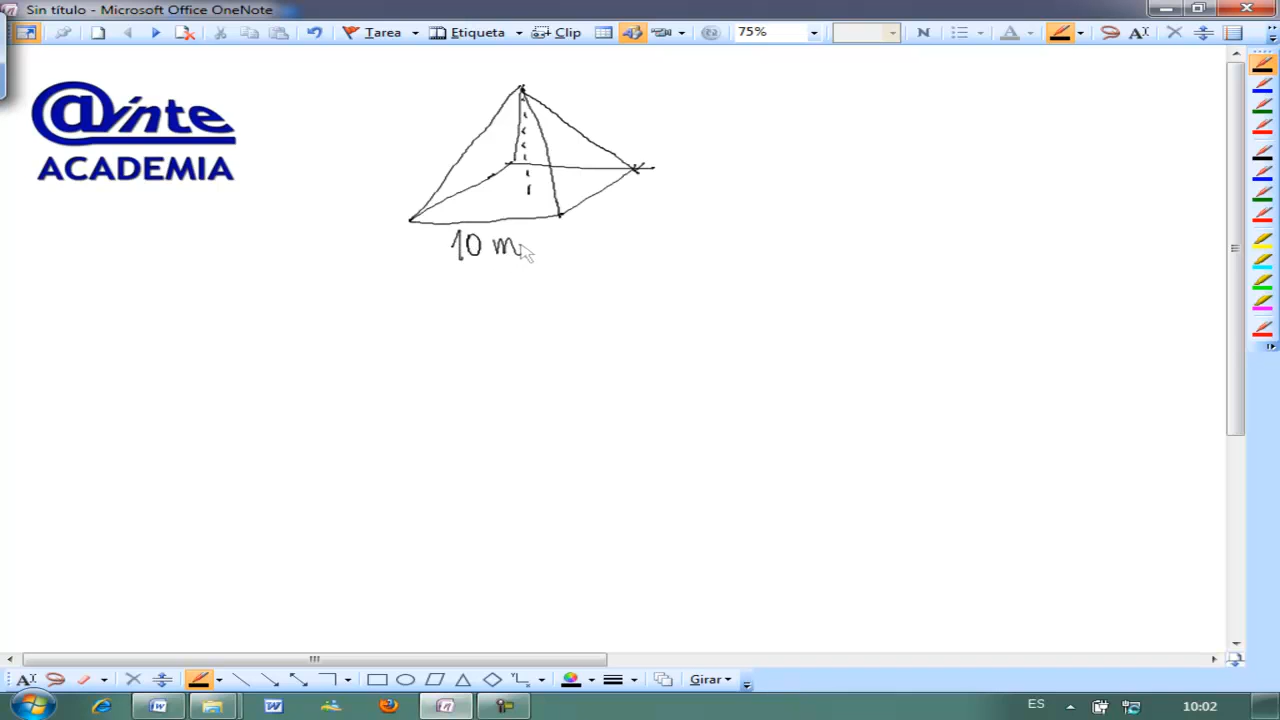 Sin título - Microsoft Office OneNote
Tarea Etiqueta Clip 75% N A A
@inte
ACADEMIA
10 m
A Girar
ES 10:02